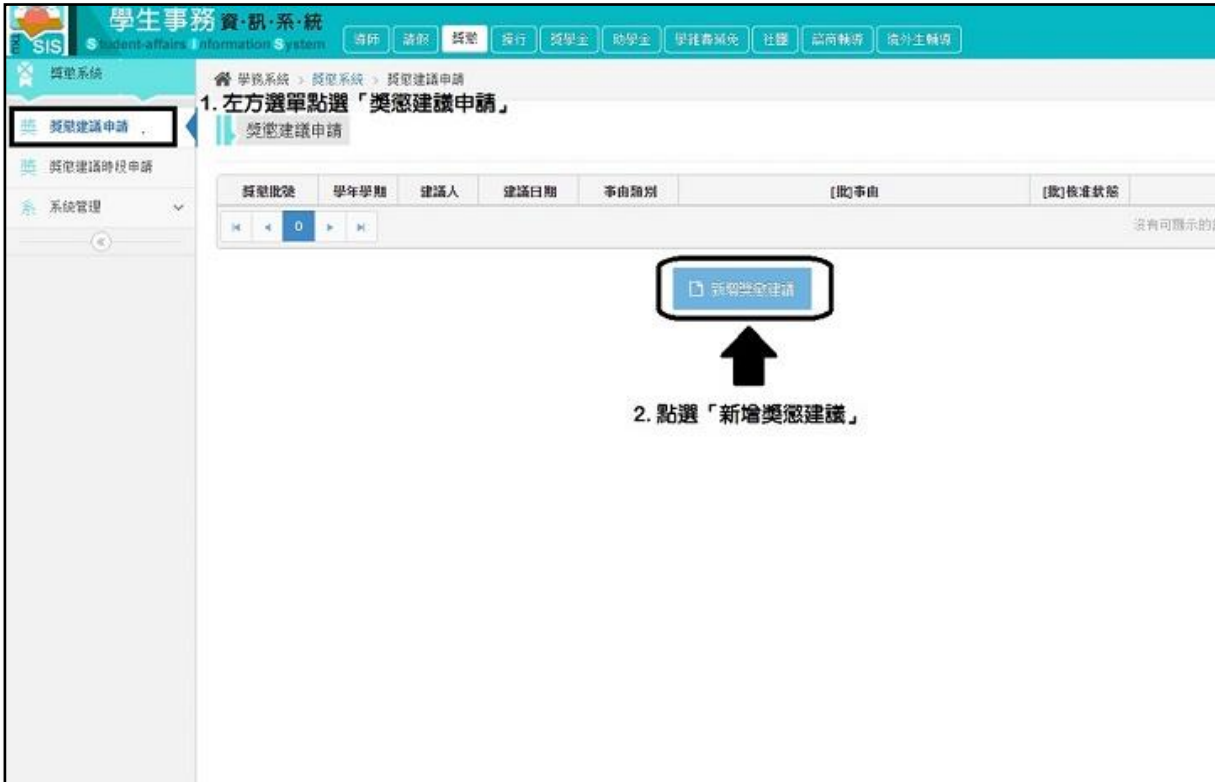 學生事務 資·訊·系·統
Student-affairs Information System
SIS
導師 請假 獎懲 操行 獎學金 助學金 學雜費減免 社團 諮商輔導 境外生輔導
獎懲系統
學務系統 > 獎懲系統 > 獎懲建議申請
1. 左方選單點選「獎懲建議申請」
獎懲建議申請
獎懲建議申請
獎懲建議時段申請
系統管理
獎懲批號 學年學期 建議人 建議日期 事由類別 [批]事由 [批]核准狀態
0
沒有可顯示的
新增獎懲建議
2. 點選「新增獎懲建議」